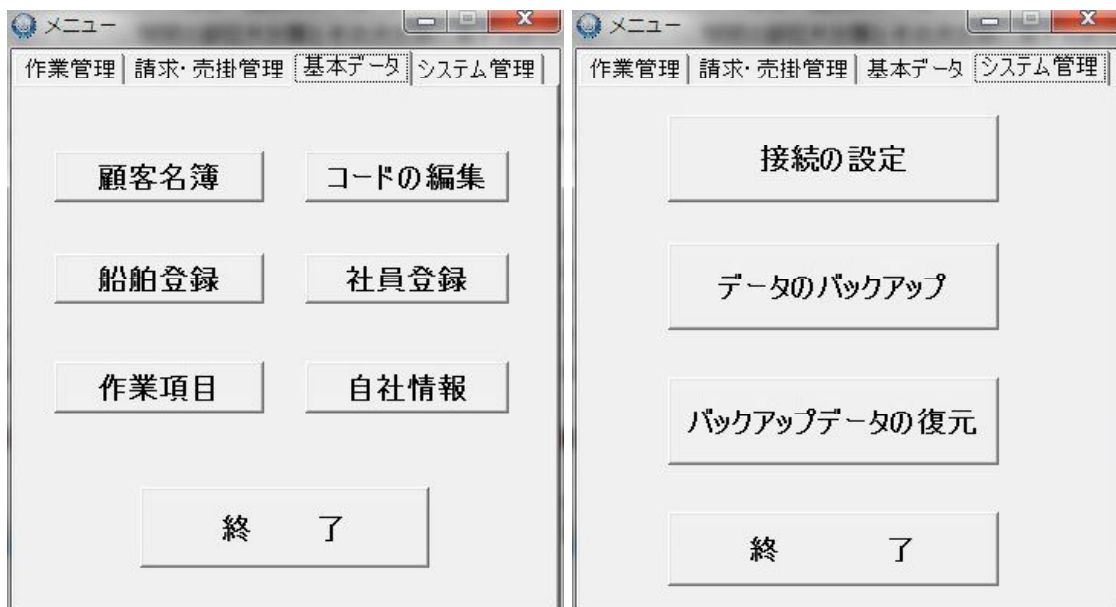 メニュー
作業管理 請求・売掛管理 基本データ システム管理
顧客名簿 コードの編集
船舶登録 社員登録
作業項目 自社情報
終 了
メニュー
作業管理 請求・売掛管理 基本データ システム管理
接続の設定
データのバックアップ
バックアップデータの復元
終 了